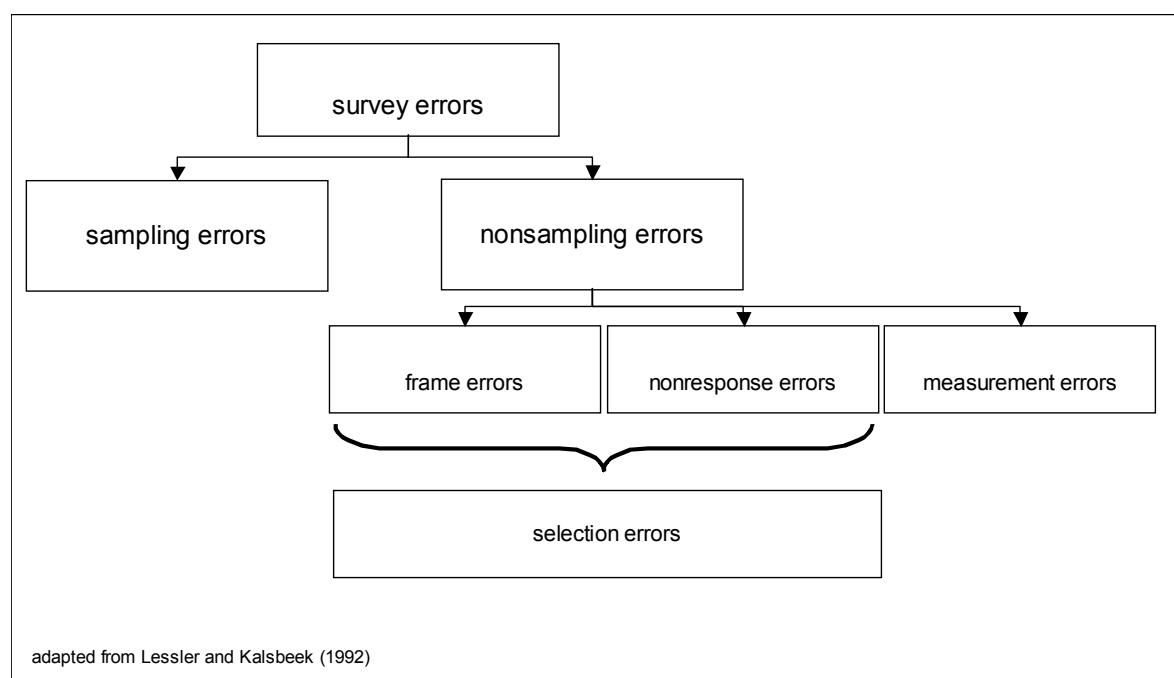 survey errors
sampling errors
nonsampling errors
frame errors
nonresponse errors
measurement errors
selection errors
adapted from Lessler and Kalsbeek (1992)